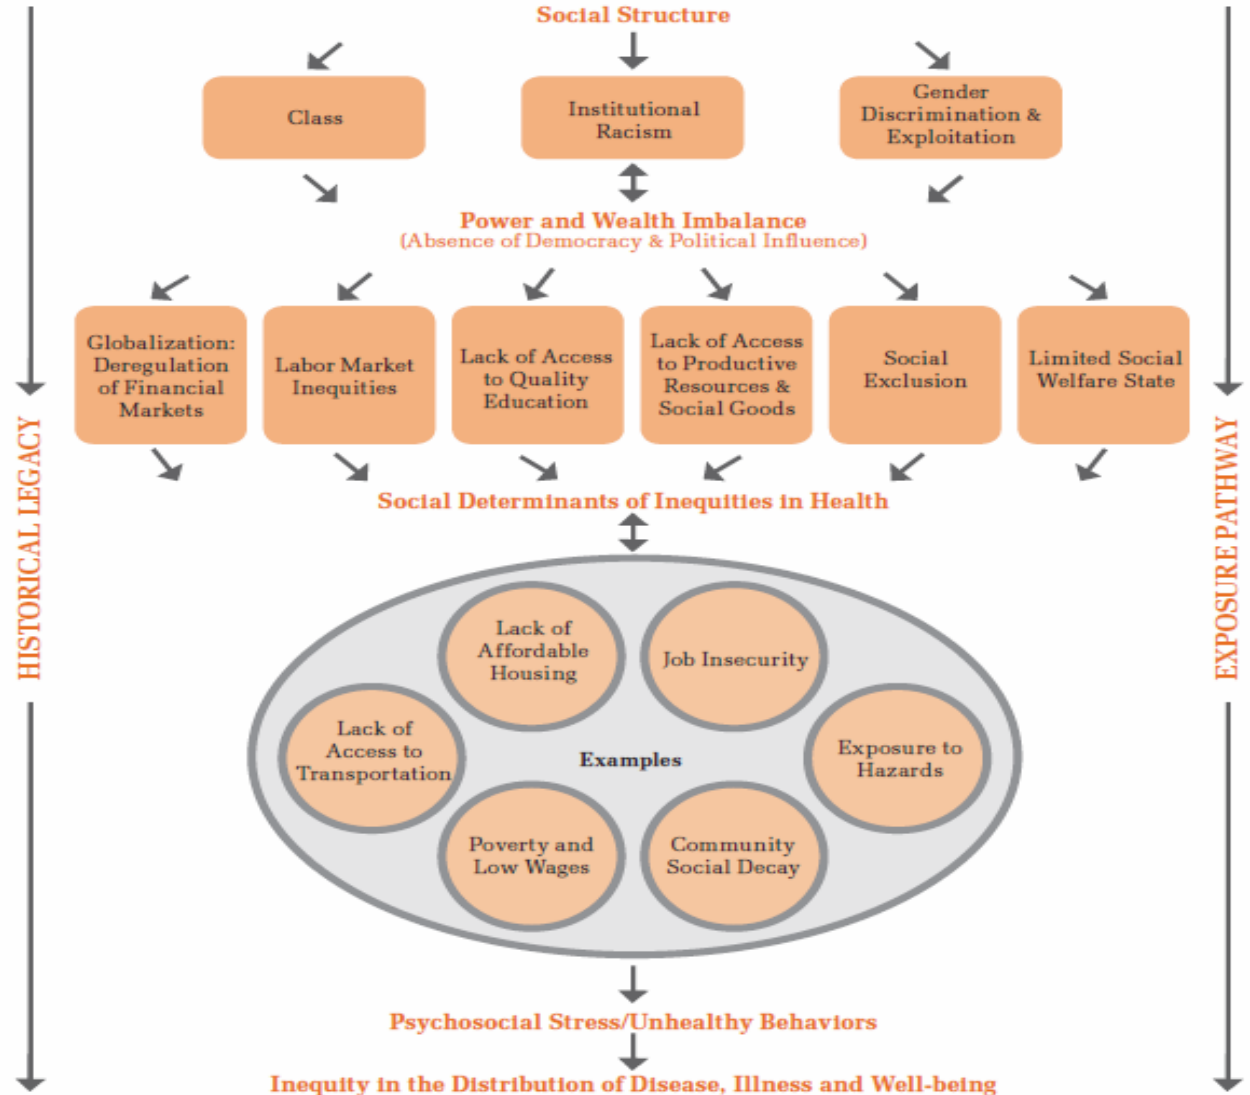 Social Structure
Class
Institutional
Racism
Gender
Discrimination &
Exploitation
Power and Wealth Imbalance
(Absence of Democracy & Political Influence)
Globalization:
Deregulation
of Financial
Markets
Labor Market
Inequities
Lack of Access
to Quality
Education
Lack of Access
to Productive
Resources &
Social Goods
Social
Exclusion
Limited Social
Welfare State
HISTORICAL LEGACY
EXPOSURE PATHWAY
Social Determinants of Inequities in Health
Lack of
Affordable
Housing
Job Insecurity
Lack of
Access to
Transportation
Examples
Exposure to
Hazards
Poverty and
Low Wages
Community
Social Decay
Psychosocial Stress/Unhealthy Behaviors
Inequity in the Distribution of Disease, Illness and Well-being